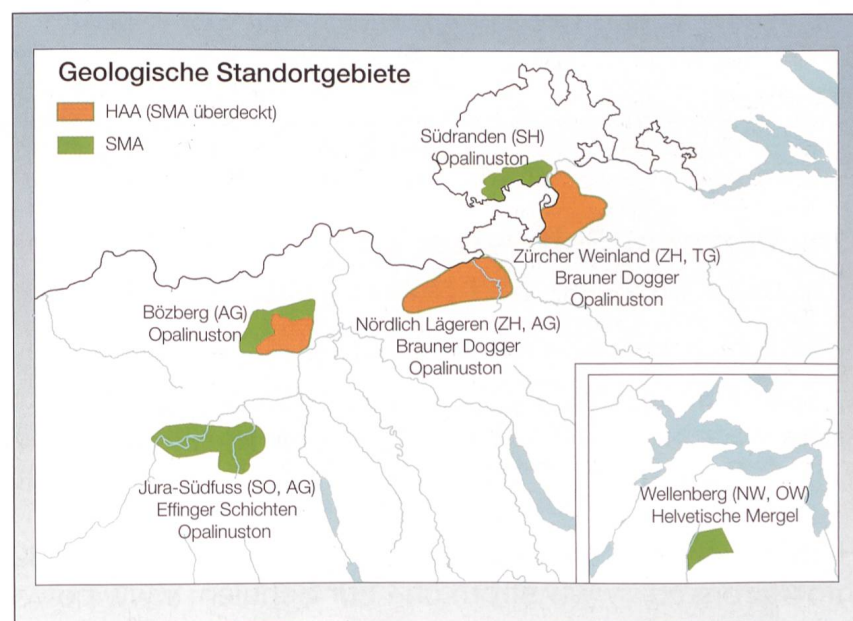 Geologische Standortgebiete
HAA (SMA überdeckt)
SMA
Südranden (SH)
Opalinuston
Zürcher Weinland (ZH, TG)
Brauner Dogger
Opalinuston
Bözberg (AG)
Opalinuston
Nördlich Lägeren (ZH, AG)
Brauner Dogger
Opalinuston
Jura-Südfuss (SO, AG)
Effinger Schichten
Opalinuston
Wellenberg (NW, OW)
Helvetische Mergel